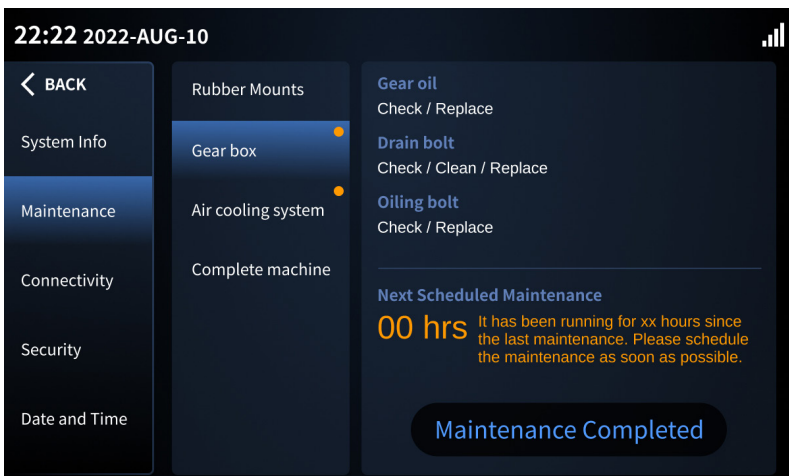 22:22 2022-AUG-10
BACK
System Info
Maintenance
Connectivity
Security
Date and Time
Rubber Mounts
Gear box
Air cooling system
Complete machine
Gear oil
Check / Replace
Drain bolt
Check / Clean / Replace
Oiling bolt
Check / Replace
Next Scheduled Maintenance
00 hrs
It has been running for xx hours since
the last maintenance. Please schedule
the maintenance as soon as possible.
Maintenance Completed